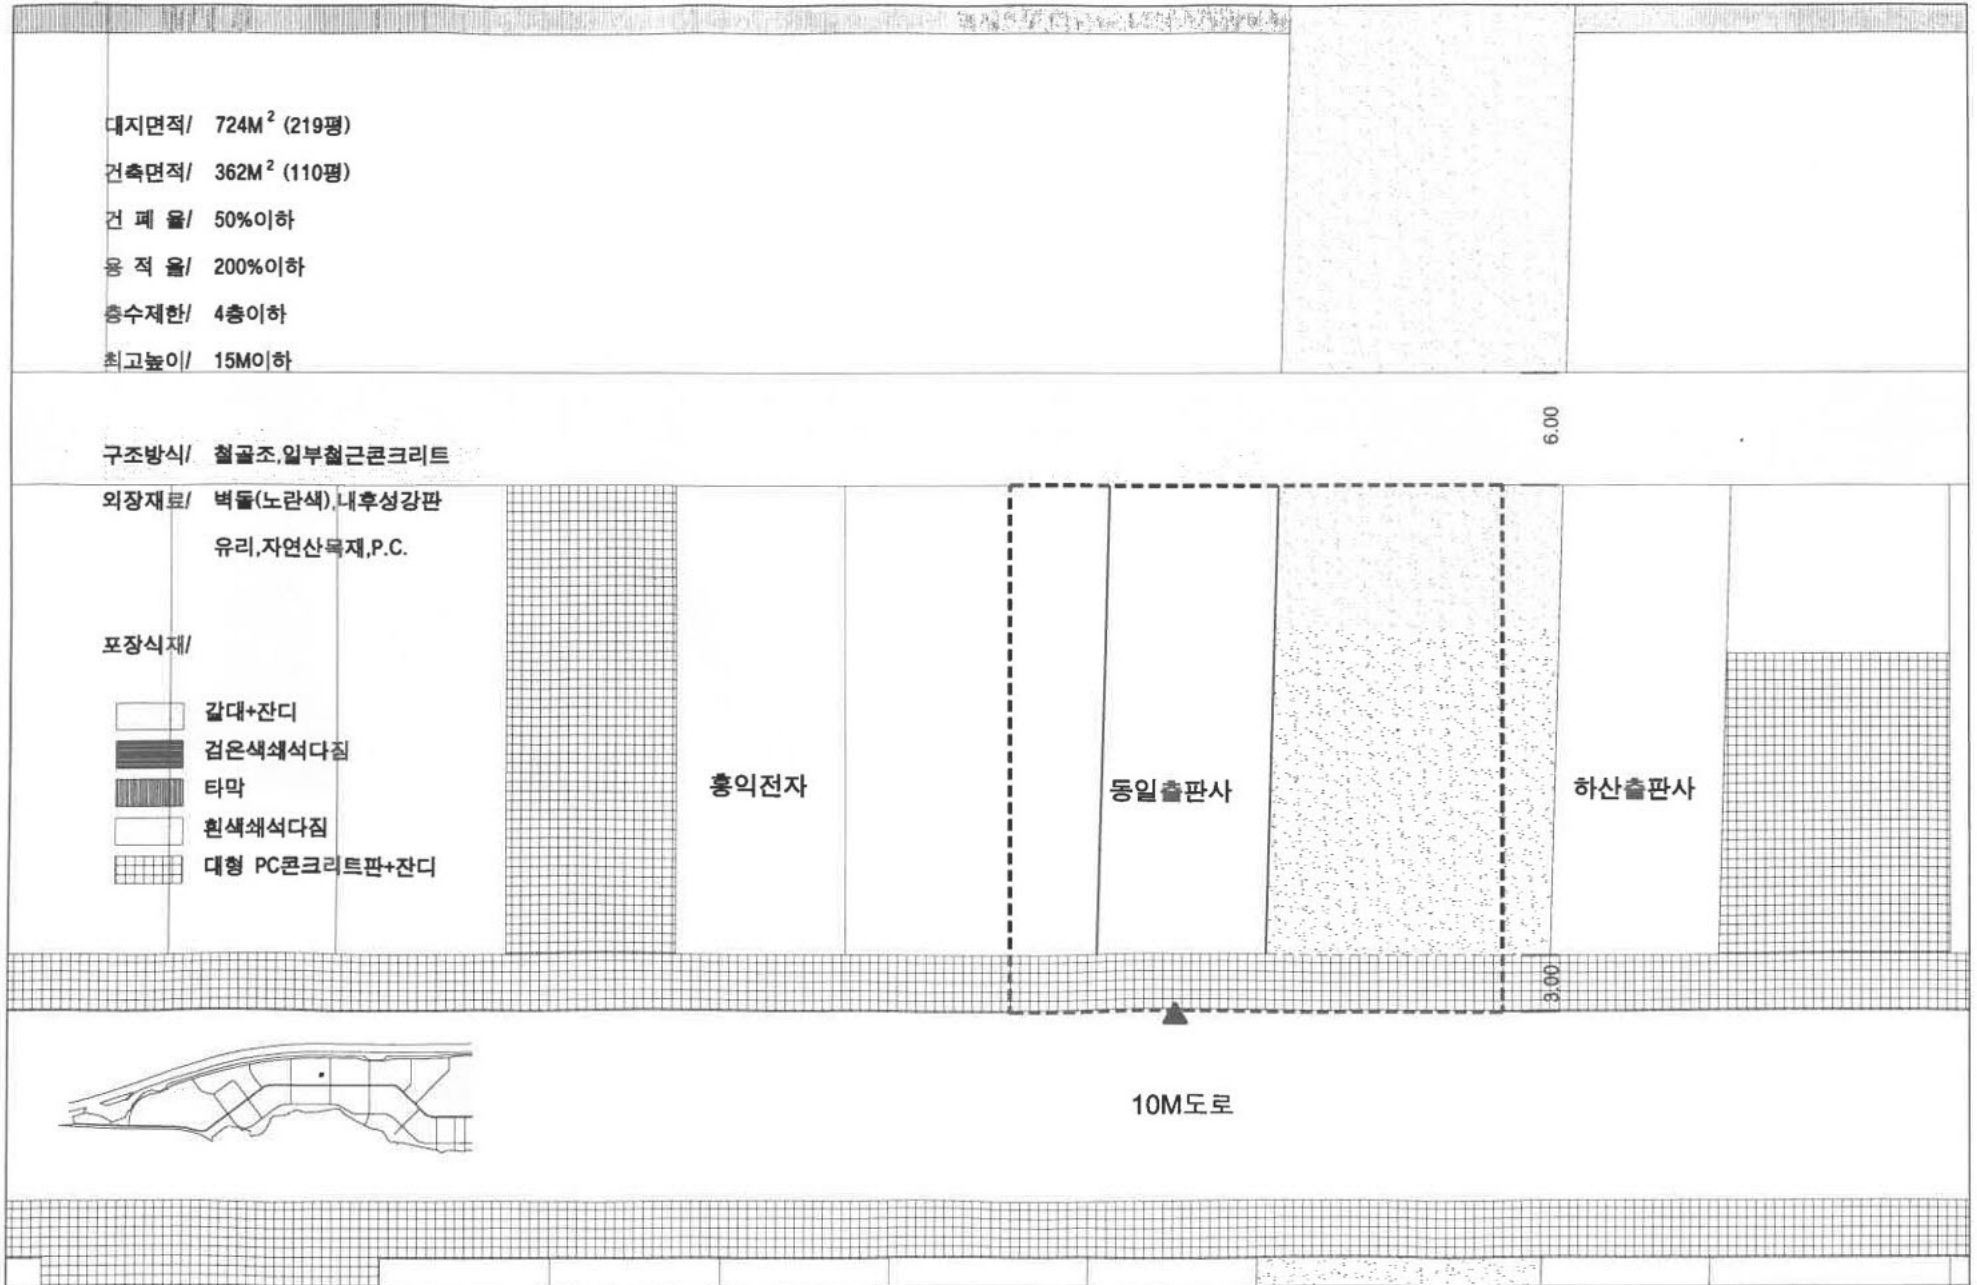 대지면적/ 724M² (219평)
건축면적/ 362M² (110평)
건 폐 율/ 50%이하
용 적 율/ 200%이하
층수제한/ 4층이하
최고높이/ 15M이하
6.00
구조방식/ 철골조,일부철근콘크리트
외장재료/ 벽돌(노란색),내후성강판
유리,자연산목재,P.C.
포장식재/
갈대+잔디
검은색쇄석다짐
타막
흰색쇄석다짐
대형 PC콘크리트판+잔디
홍익전자
동일출판사
하산출판사
3.00
10M도로